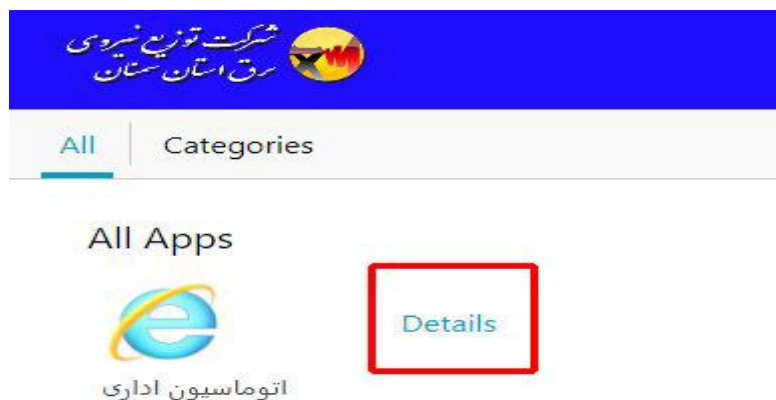 شرکت توزیع نیروی
برق استان سمنان
All
Categories
All Apps
Details
اتوماسیون اداری